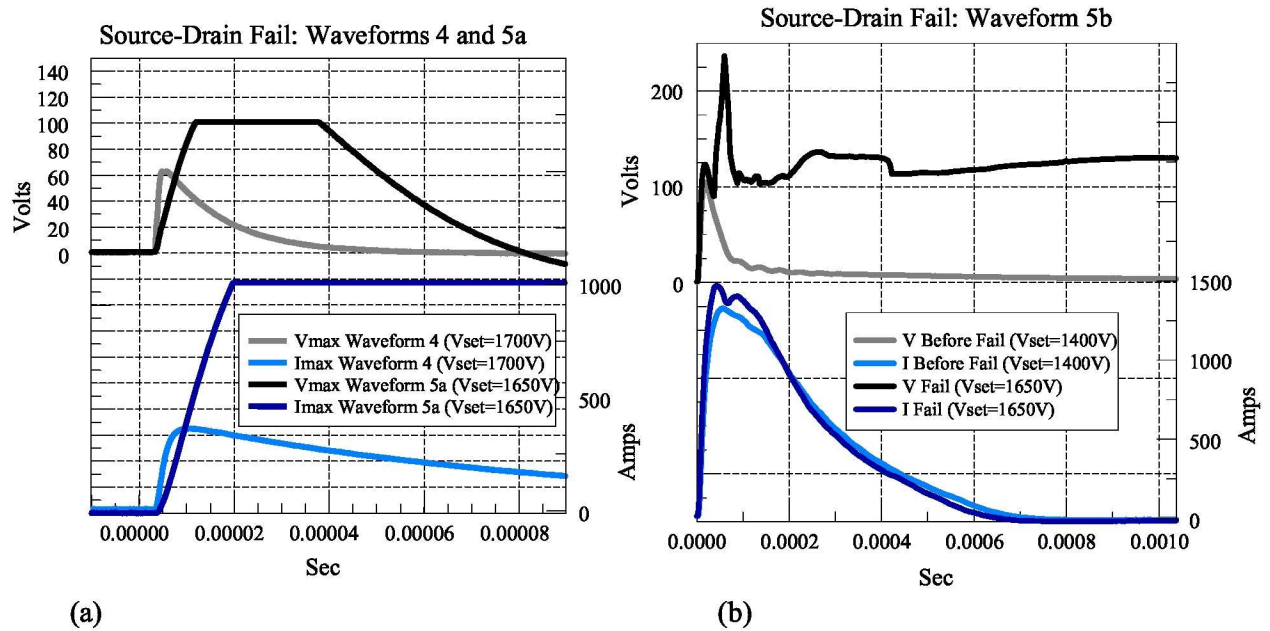 Source-Drain Fail: Waveforms 4 and 5a
140
120
100
80
60
40
20
0
Volts
1000
500
0
Amps
Vmax Waveform 4 (Vset=1700V)
Imax Waveform 4 (Vset=1700V)
Vmax Waveform 5a (Vset=1650V)
Imax Waveform 5a (Vset=1650V)
0.00000 0.00002 0.00004 0.00006 0.00008
Sec
(a)
Source-Drain Fail: Waveform 5b
200
100
0
Volts
1500
1000
500
0
Amps
V Before Fail (Vset=1400V)
I Before Fail (Vset=1400V)
V Fail (Vset=1650V)
I Fail (Vset=1650V)
0.0000 0.0002 0.0004 0.0006 0.0008 0.0010
Sec
(b)